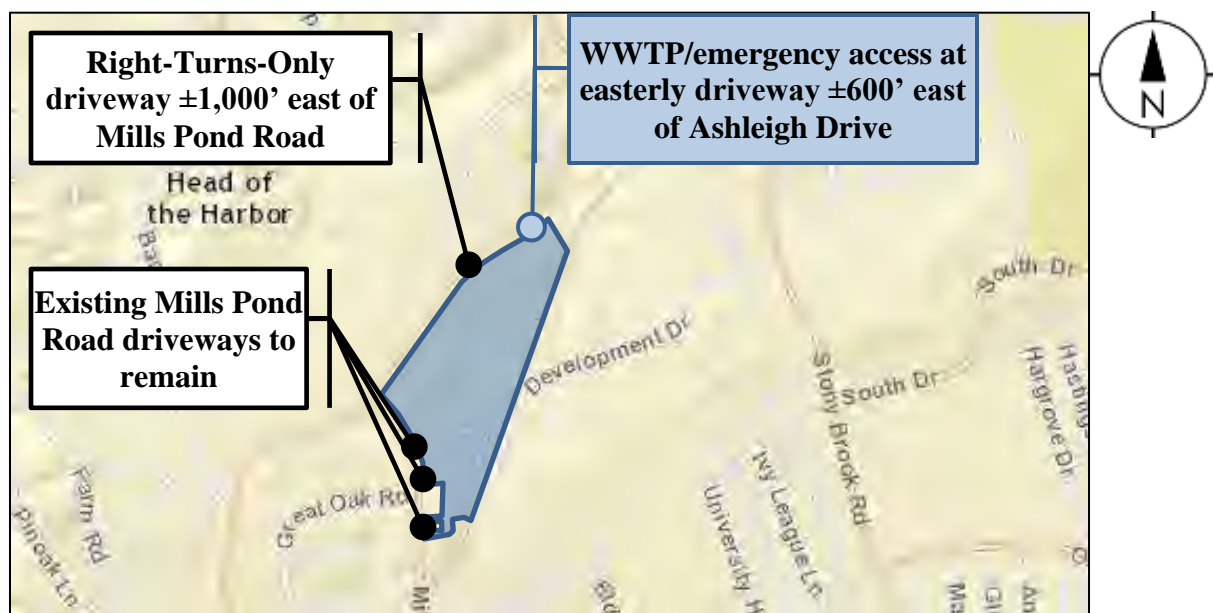 Right-Turns-Only
driveway ±1,000’ east of
Mills Pond Road
WWTP/emergency access at
easterly driveway ±600’ east
of Ashleigh Drive
N
Head of
the Harbor
Existing Mills Pond
Road driveways to
remain
Development Dr
South Dr
South Dr
Stony Brook Rd
Hargrove Dr
Ivy League Ln
Great Oak Rd
Farm Rd
Pinoak Ln